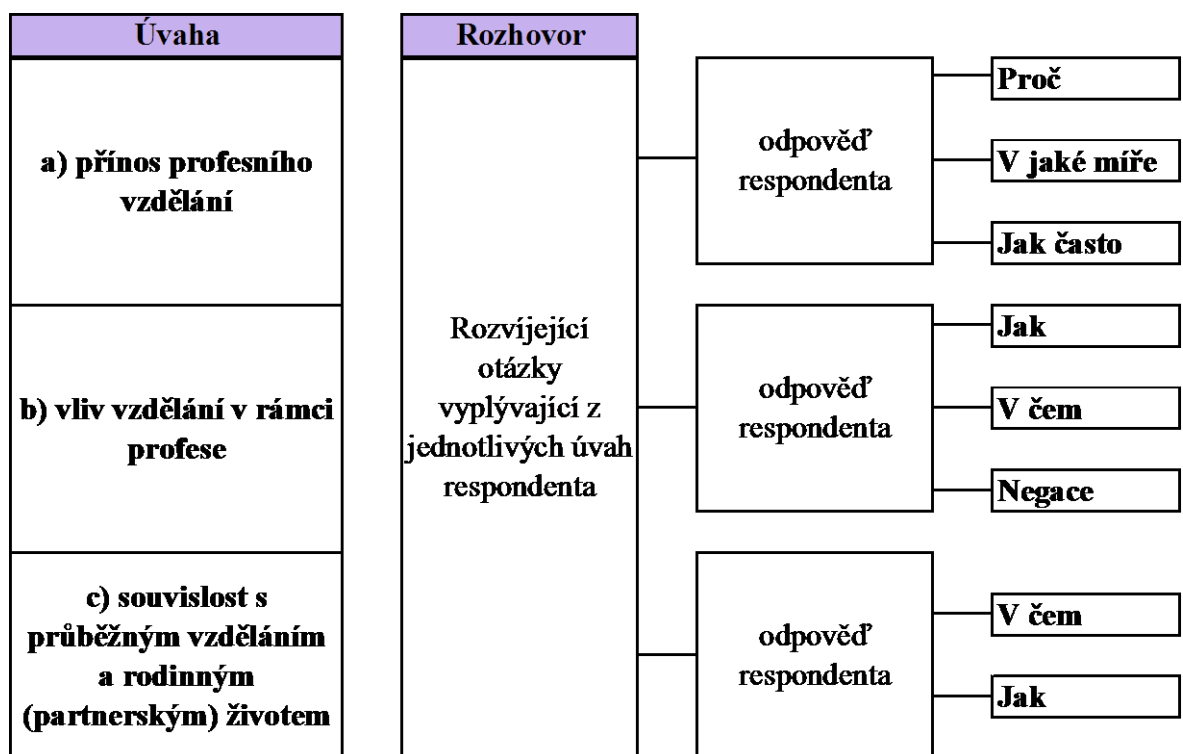 Úvaha
a) přínos profesního
vzdělání
b) vliv vzdělání v rámci
profese
c) souvislost s
průběžným vzděláním
a rodinným
(partnerským) životem
Rozhovor
Rozvíjející
otázky
vyplývající z
jednotlivých úvah
respondenta
odpověď
respondenta
Proč
V jaké míře
Jak často
odpověď
respondenta
Jak
V čem
Negace
odpověď
respondenta
V čem
Jak